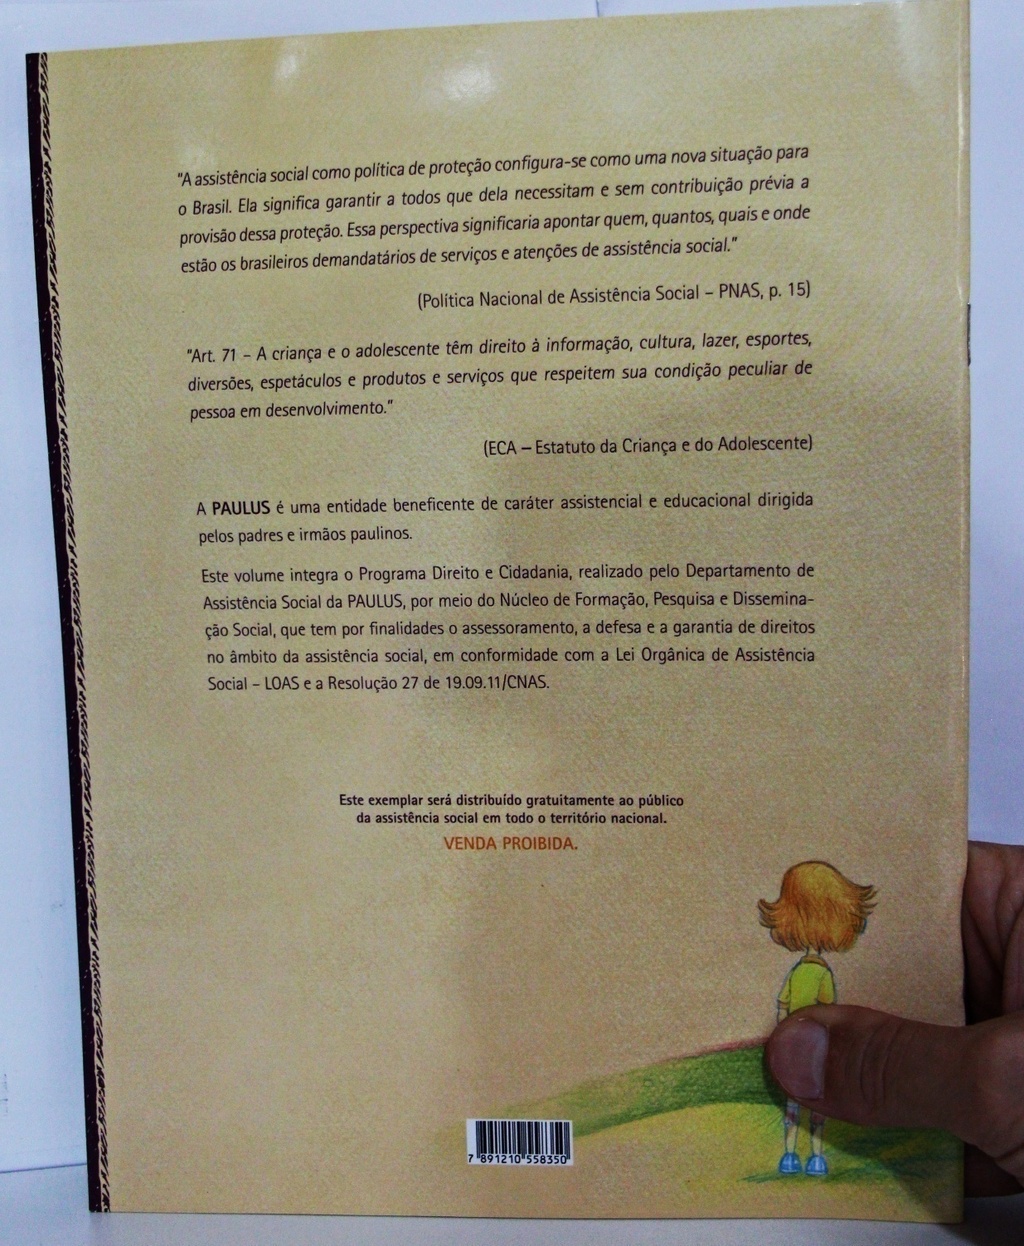 "A assistência social como política de proteção configura-se como uma nova situação para
o Brasil. Ela significa garantir a todos que dela necessitam e sem contribuição prévia a
provisão dessa proteção. Essa perspectiva significaria apontar quem, quantos, quais e onde
estão os brasileiros demandatários de serviços e atenções de assistência social."
(Política Nacional de Assistência Social – PNAS, p. 15)
"Art. 71 – A criança e o adolescente têm direito à informação, cultura, lazer, esportes,
diversões, espetáculos e produtos e serviços que respeitem sua condição peculiar de
pessoa em desenvolvimento."
(ECA – Estatuto da Criança e do Adolescente)
A PAULUS é uma entidade beneficente de caráter assistencial e educacional dirigida
pelos padres e irmãos paulinos.
Este volume integra o Programa Direito e Cidadania, realizado pelo Departamento de
Assistência Social da PAULUS, por meio do Núcleo de Formação, Pesquisa e Dissemina-
ção Social, que tem por finalidades o assessoramento, a defesa e a garantia de direitos
no âmbito da assistência social, em conformidade com a Lei Orgânica de Assistência
Social – LOAS e a Resolução 27 de 19.09.11/CNAS.
Este exemplar será distribuído gratuitamente ao público
da assistência social em todo o território nacional.
VENDA PROIBIDA.
7 891210 558350